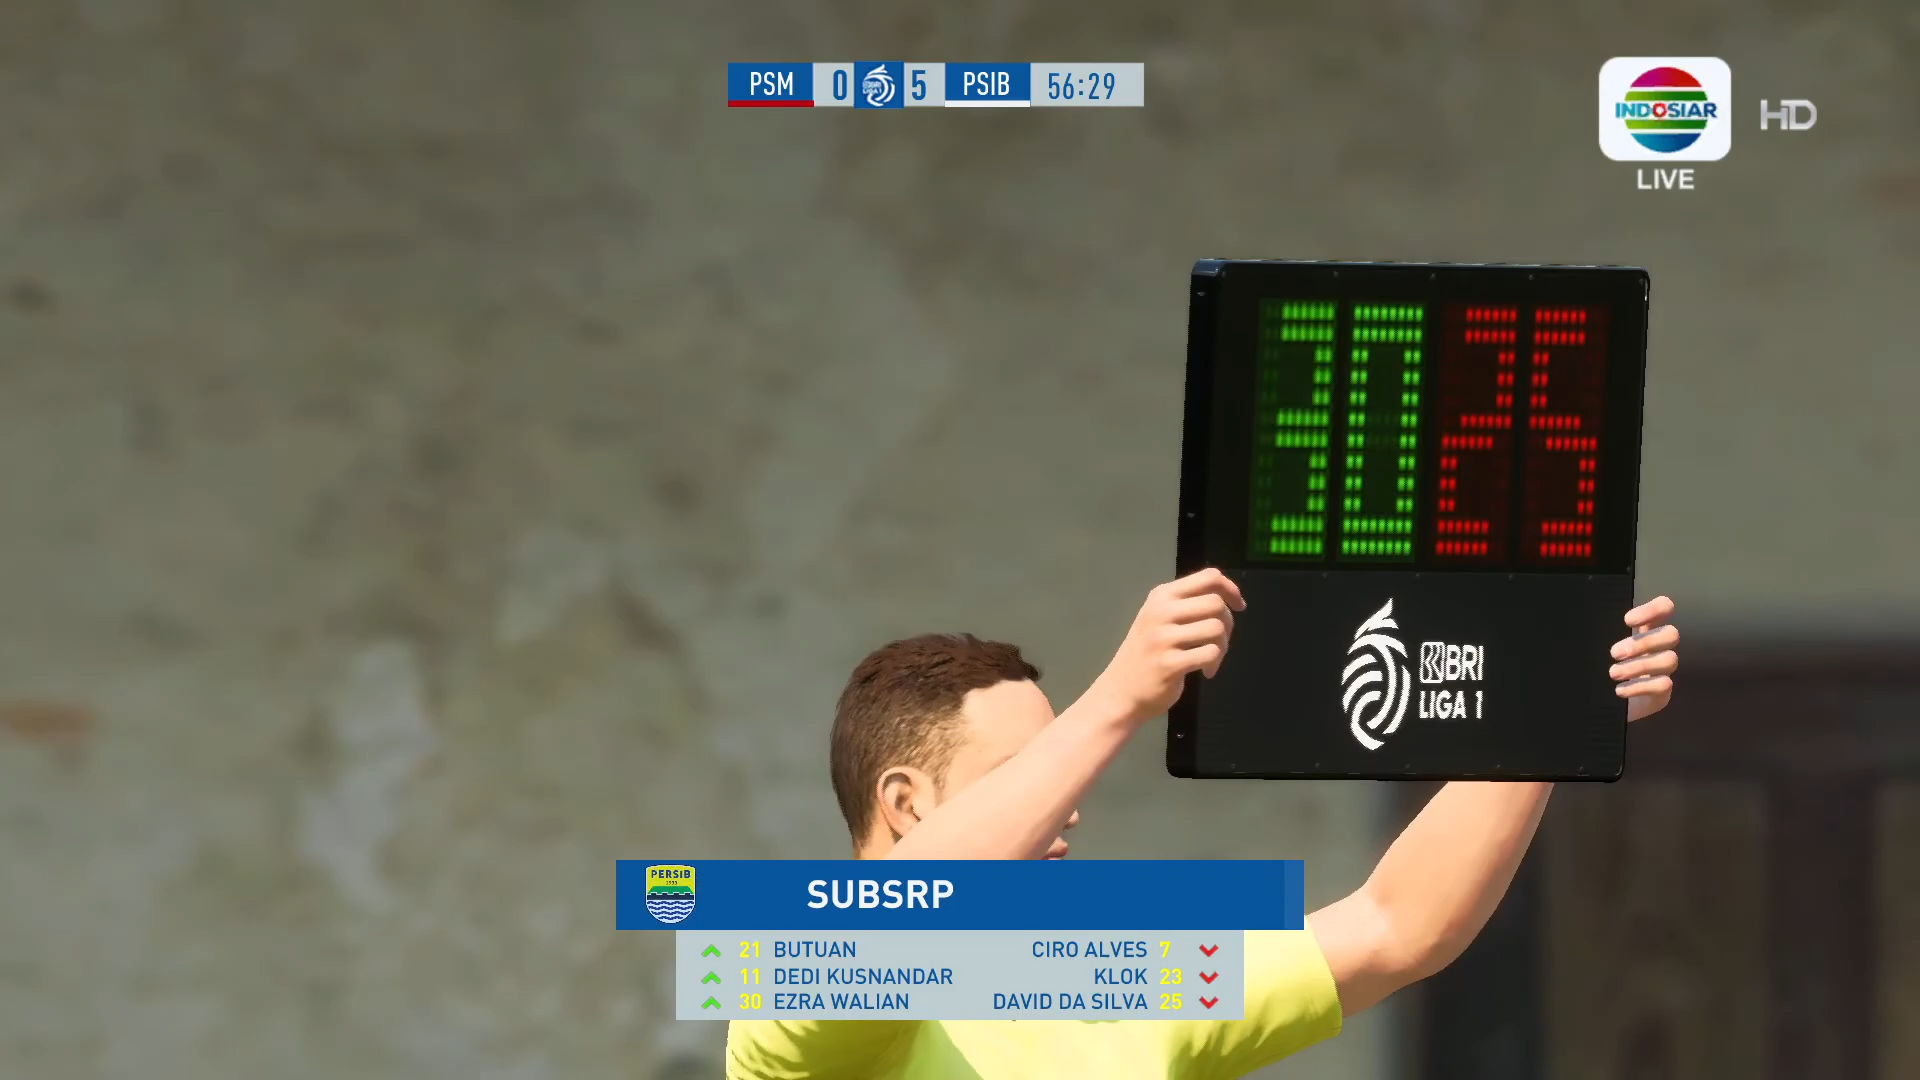 PSM 0 5 PSIB 56:29
INDOSIAR HD
LIVE
30 25
BRI
LIGA 1
PERSIB
1933
SUBSRP
21 BUTUAN CIRO ALVES 7
11 DEDI KUSNANDAR KLOK 23
30 EZRA WALIAN DAVID DA SILVA 25